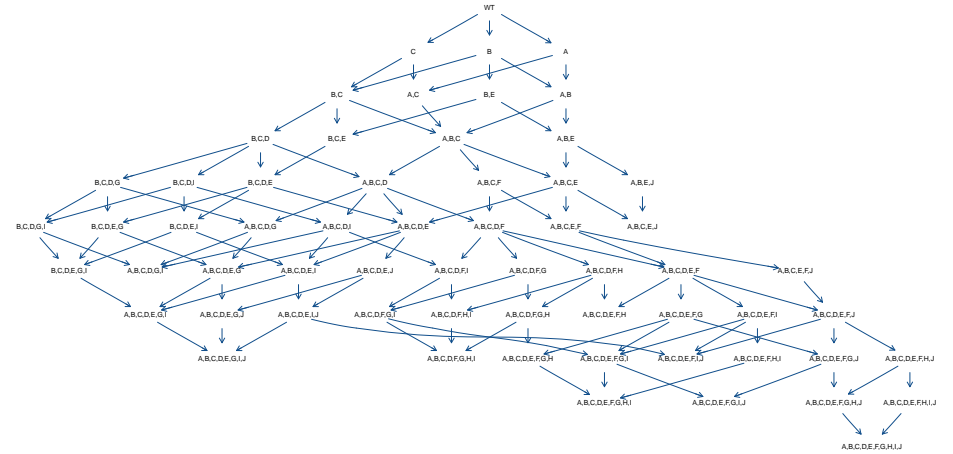 WT
C B A
B,C A,C B,E A,B
B,C,D B,C,E A,B,C A,B,E
B,C,D,G B,C,D,I B,C,D,E A,B,C,D A,B,C,F A,B,C,E A,B,E,J
B,C,D,G,I B,C,D,E,G B,C,D,E,I A,B,C,D,G A,B,C,D,I A,B,C,D,E A,B,C,D,F A,B,C,E,F A,B,C,E,J
B,C,D,E,G,I A,B,C,D,G,I A,B,C,D,E,G A,B,C,D,E,I A,B,C,D,E,J A,B,C,D,F,I A,B,C,D,F,G A,B,C,D,F,H A,B,C,D,E,F A,B,C,E,F,J
A,B,C,D,E,G,I A,B,C,D,E,G,J A,B,C,D,E,I,J A,B,C,D,F,G,I A,B,C,D,F,H,I A,B,C,D,F,G,H A,B,C,D,E,F,H A,B,C,D,E,F,G A,B,C,D,E,F,I A,B,C,D,E,F,J
A,B,C,D,E,G,I,J A,B,C,D,F,G,H,I A,B,C,D,E,F,G,H A,B,C,D,E,F,G,I A,B,C,D,E,F,I,J A,B,C,D,E,F,H,I A,B,C,D,E,F,G,J A,B,C,D,E,F,H,J
A,B,C,D,E,F,G,H,I A,B,C,D,E,F,G,I,J A,B,C,D,E,F,G,H,J A,B,C,D,E,F,H,I,J
A,B,C,D,E,F,G,H,I,J